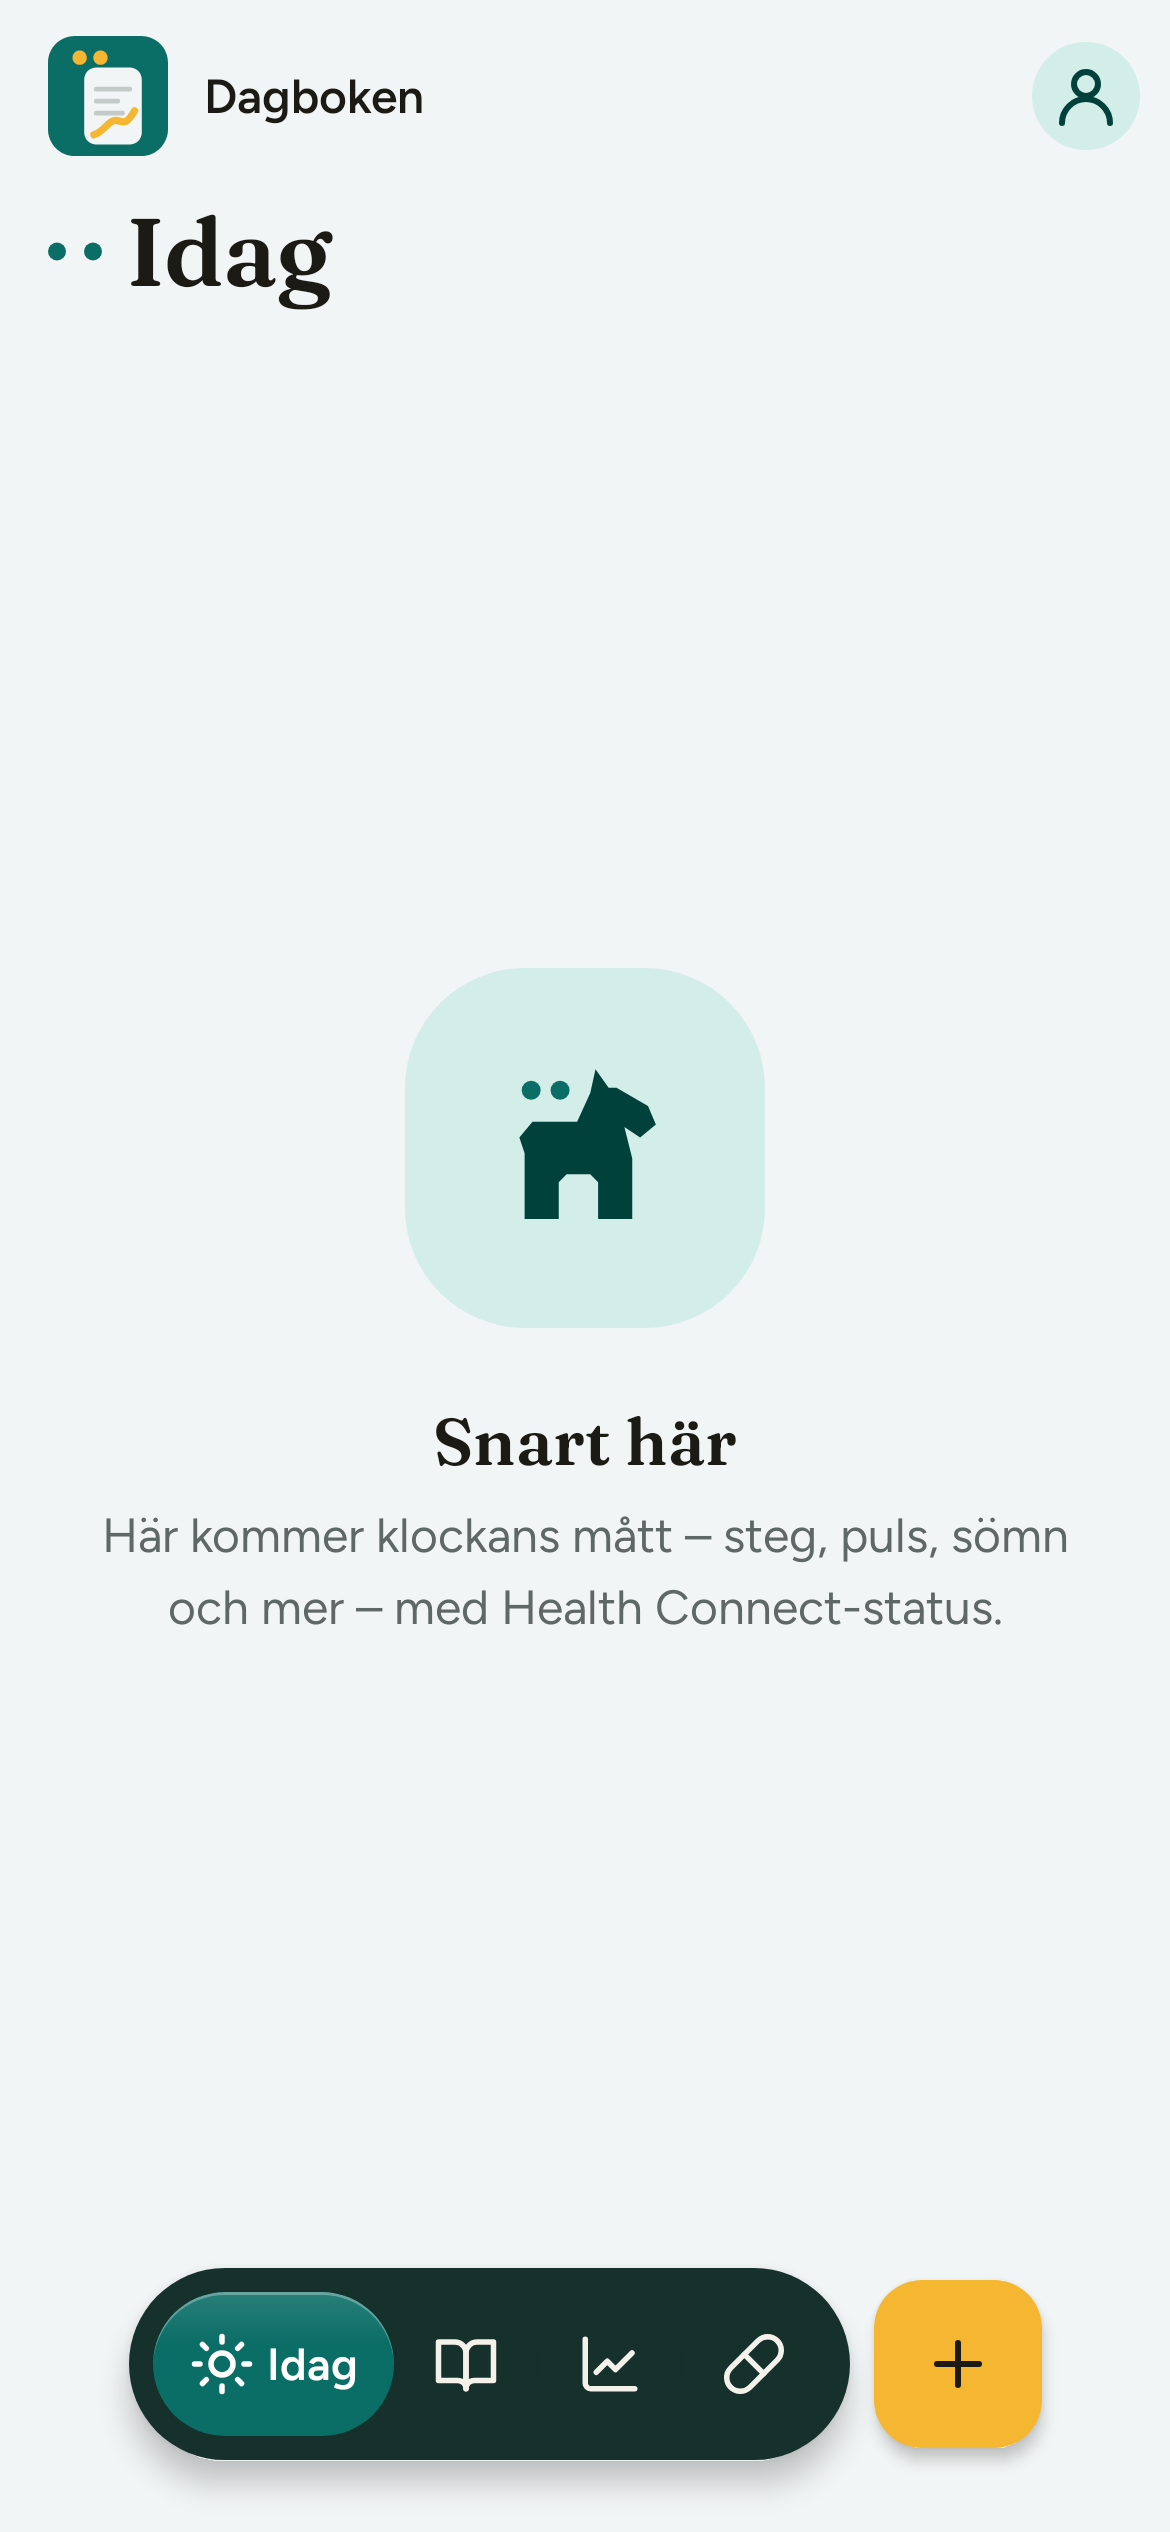 Dagboken
Idag
Snart här
Här kommer klockans mått – steg, puls, sömn
och mer – med Health Connect-status.
Idag